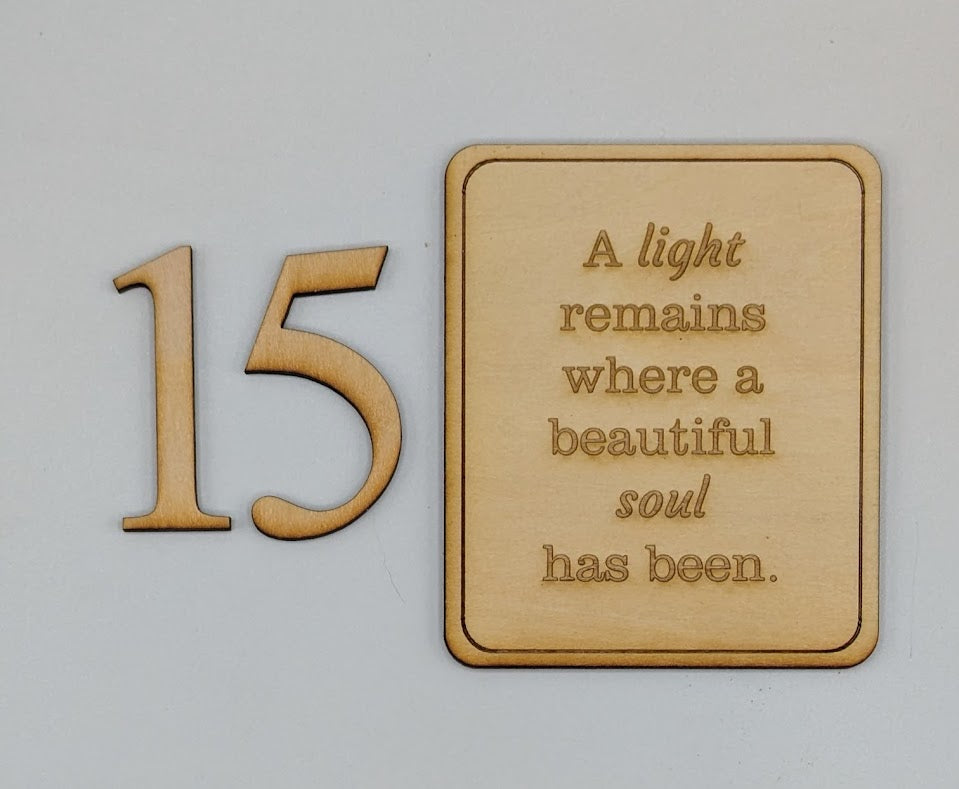 15
A light
remains
where a
beautiful
soul
has been.